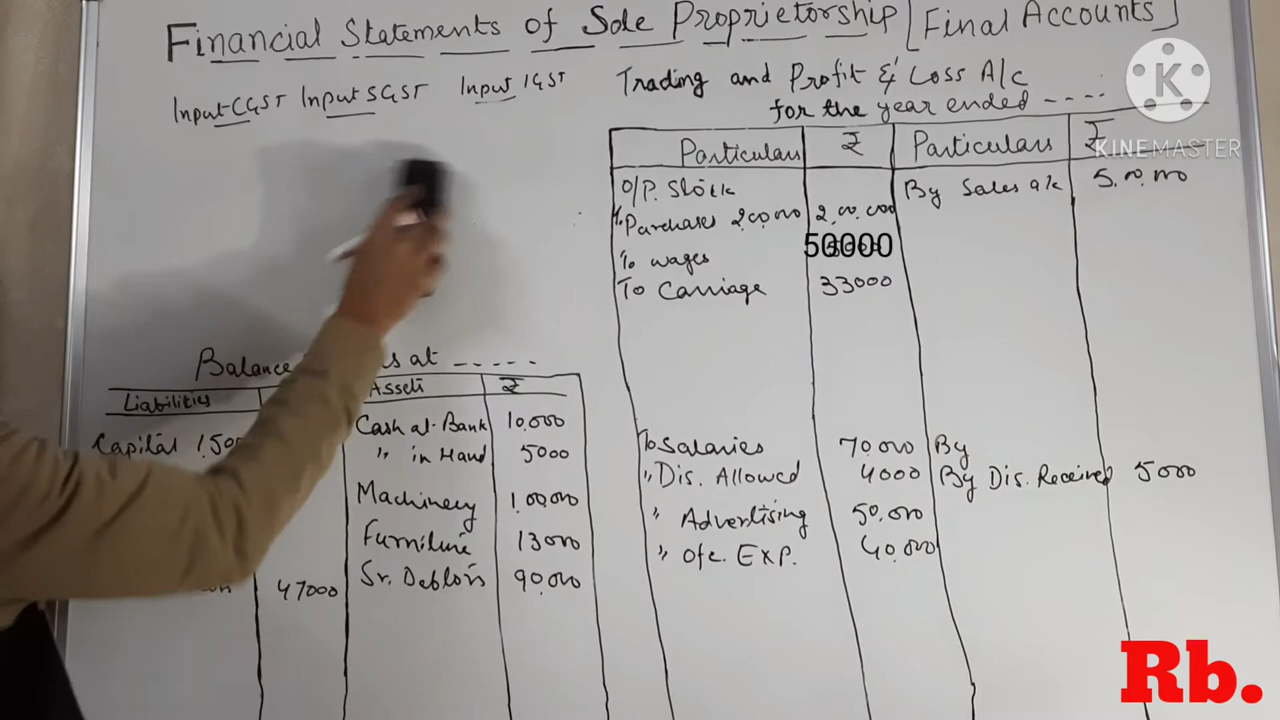 Financial Statements of Sole Proprietorship [Final Accounts]
Input CGST Input SGST Input IGST
Trading and Profit & Loss A/c
for the year ended ----
K
KINEMASTER
Particulars ₹ Particulars ₹
O/P. Stock By Sales a/c 5,00,000
To Purchases 2,00,000 2,00,000
To wages 50000
To Carriage 33000
Balance as at -----
Liabilities Assets ₹
Capital Cash at Bank 10,000
" in Hand 5000
Machinery 1,00,000
Furniture 13000
47000 Sr. Debtors 90,000
To Salaries 70,000 By
" Dis. Allowed 4000 By Dis. Received 5000
" Advertising 50,000
" Ofc. EXP. 40,000
Rb.